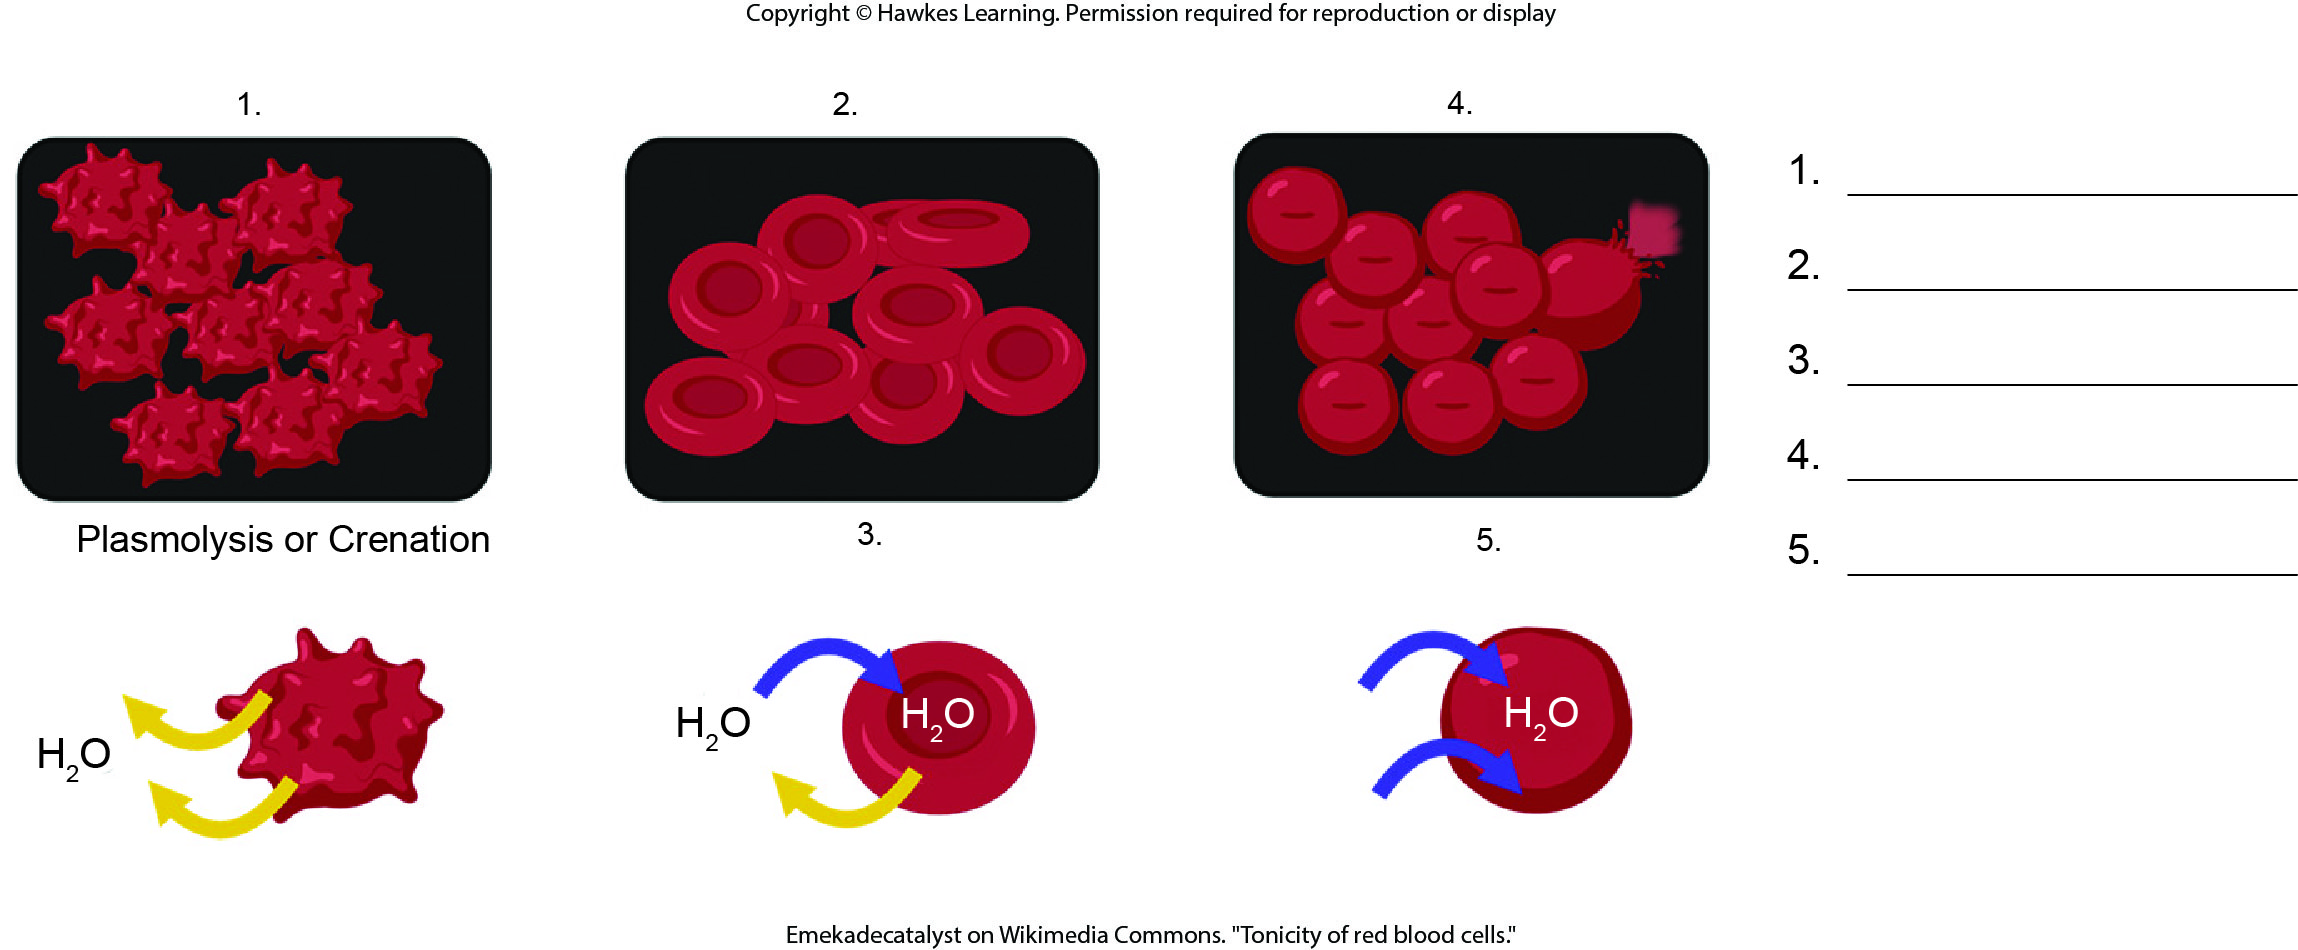 Copyright © Hawkes Learning. Permission required for reproduction or display
1.
2.
4.
1.
2.
3.
4.
5.
Plasmolysis or Crenation
3.
5.
H₂O
H₂O
H₂O
H₂O
Emekadecatalyst on Wikimedia Commons. "Tonicity of red blood cells."